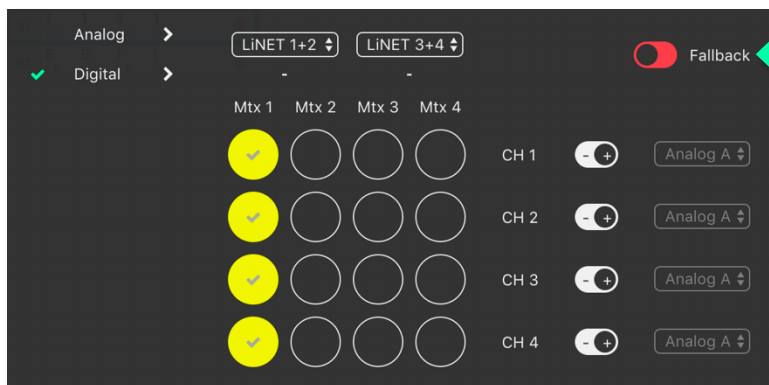 Analog
LiNET 1+2 LiNET 3+4
Fallback
Digital
- -
Mtx 1 Mtx 2 Mtx 3 Mtx 4
CH 1 - + Analog A
CH 2 - + Analog A
CH 3 - + Analog A
CH 4 - + Analog A